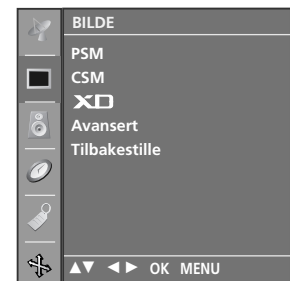 BILDE
PSM
CSM
XD
Avansert
Tilbakestille
▲▼ ◄► OK MENU